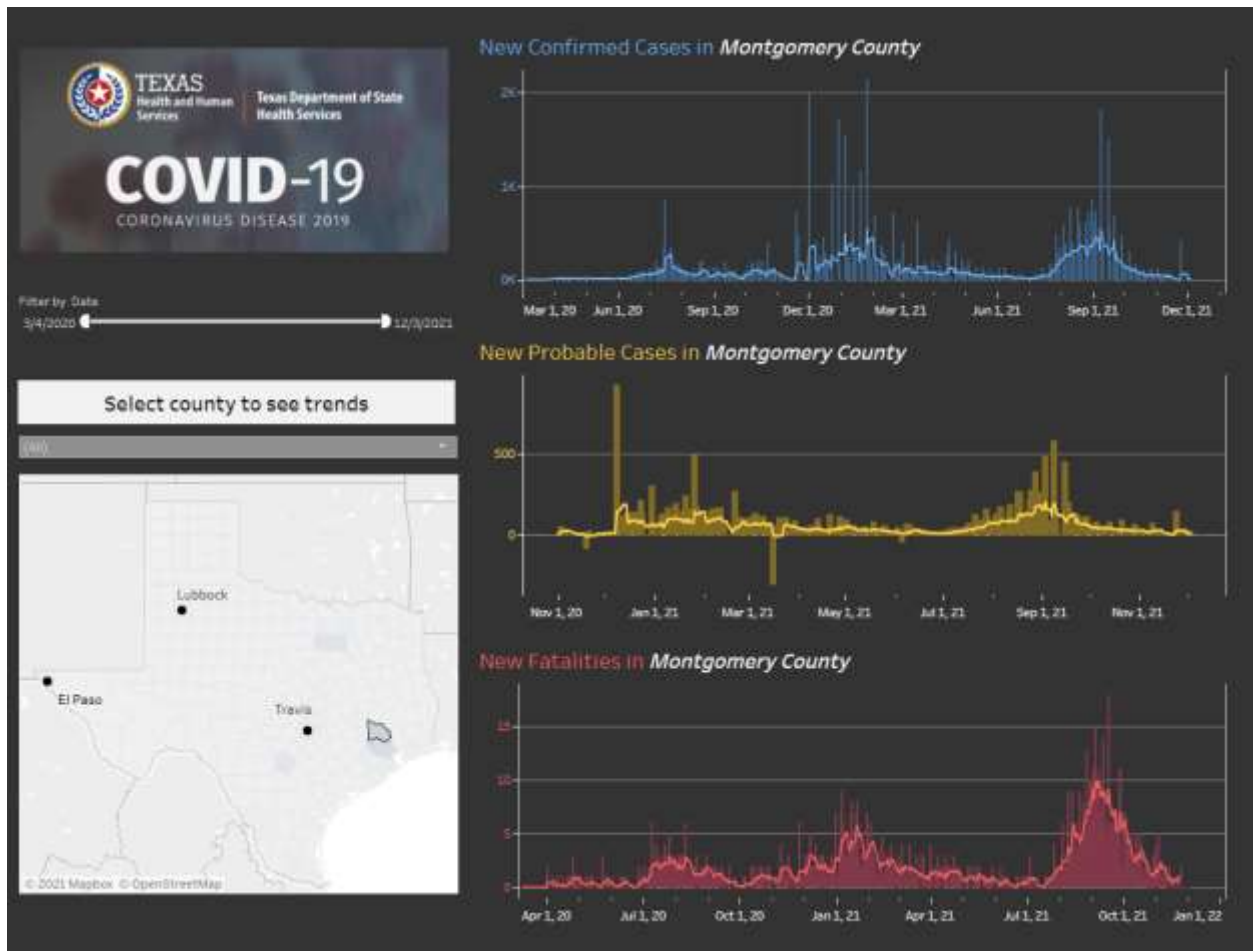 TEXAS
Health and Human
Services
Texas Department of State
Health Services
COVID-19
CORONAVIRUS DISEASE 2019
Filter by Date
3/4/2020
12/3/2021
Select county to see trends
(All)
Lubbock
El Paso
Travis
© 2021 Mapbox © OpenStreetMap
New Confirmed Cases in Montgomery County
2K
1K
0K
Mar 1, 20 Jun 1, 20 Sep 1, 20 Dec 1, 20 Mar 1, 21 Jun 1, 21 Sep 1, 21 Dec 1, 21
New Probable Cases in Montgomery County
500
0
Nov 1, 20 Jan 1, 21 Mar 1, 21 May 1, 21 Jul 1, 21 Sep 1, 21 Nov 1, 21
New Fatalities in Montgomery County
15
10
5
0
Apr 1, 20 Jul 1, 20 Oct 1, 20 Jan 1, 21 Apr 1, 21 Jul 1, 21 Oct 1, 21 Jan 1, 22